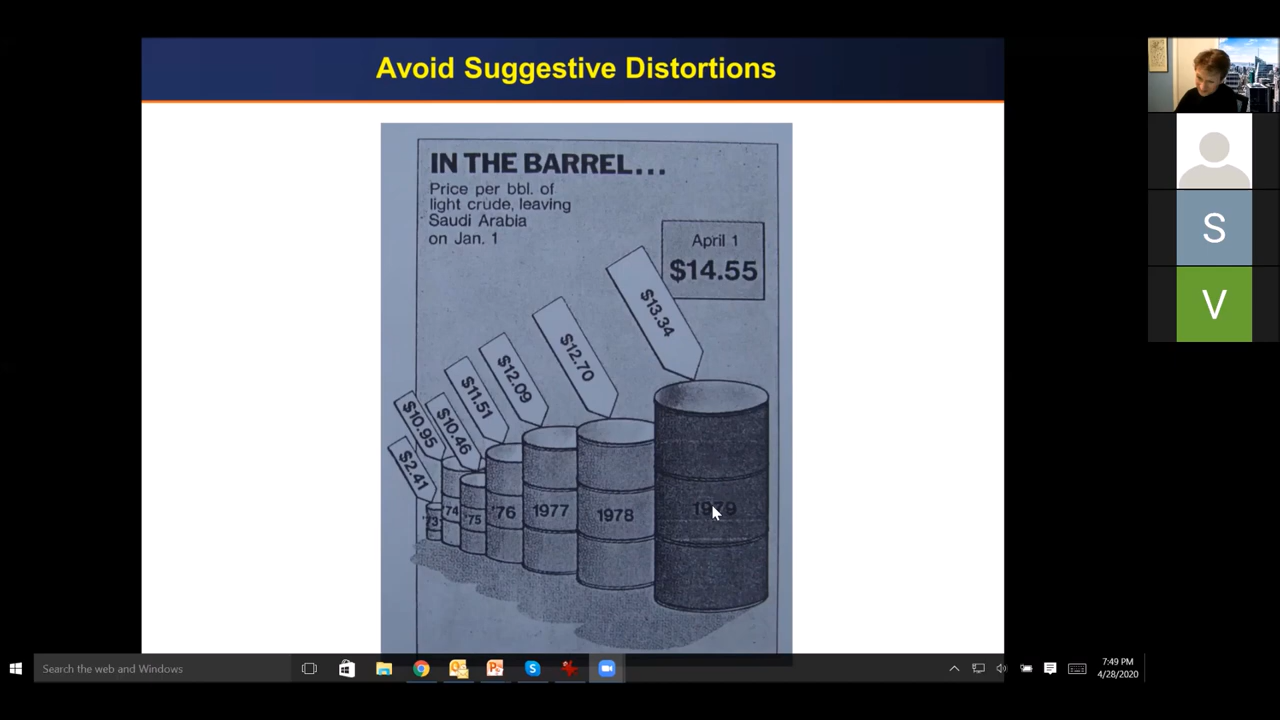 Avoid Suggestive Distortions
IN THE BARREL...
Price per bbl. of
light crude, leaving
Saudi Arabia
on Jan. 1
April 1
$14.55
$13.34
$12.70
$12.09
$11.51
$10.46
$10.95
$2.41
'73
'74
'75
'76
1977
1978
1979
S
V
Search the web and Windows
7:49 PM
4/28/2020